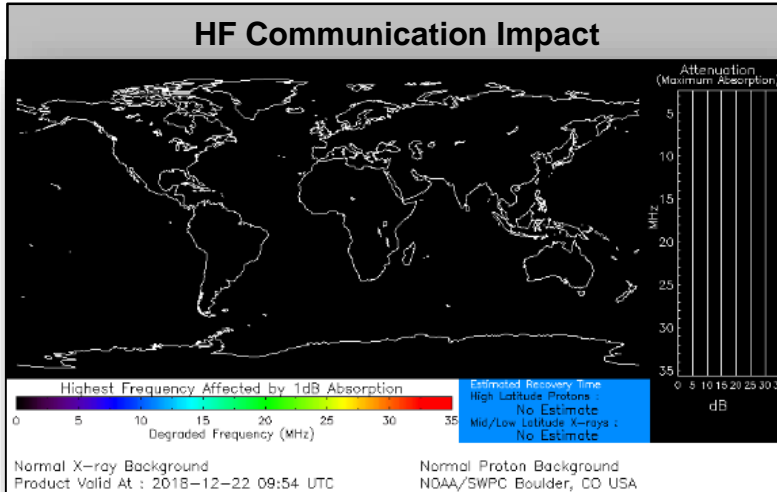 HF Communication Impact
Attenuation
(Maximum Absorption)
5
10
15
20
25
30
35
MHz
0 5 10 15 20 25 30
dB
Highest Frequency Affected by 1dB Absorption
0 5 10 15 20 25 30 35
Degraded Frequency (MHz)
Estimated Recovery Time
High Latitude Protons :
No Estimate
Mid/Low Latitude X-rays :
No Estimate
Normal X-ray Background
Product Valid At : 2018-12-22 09:54 UTC
Normal Proton Background
NOAA/SWPC Boulder, CO USA